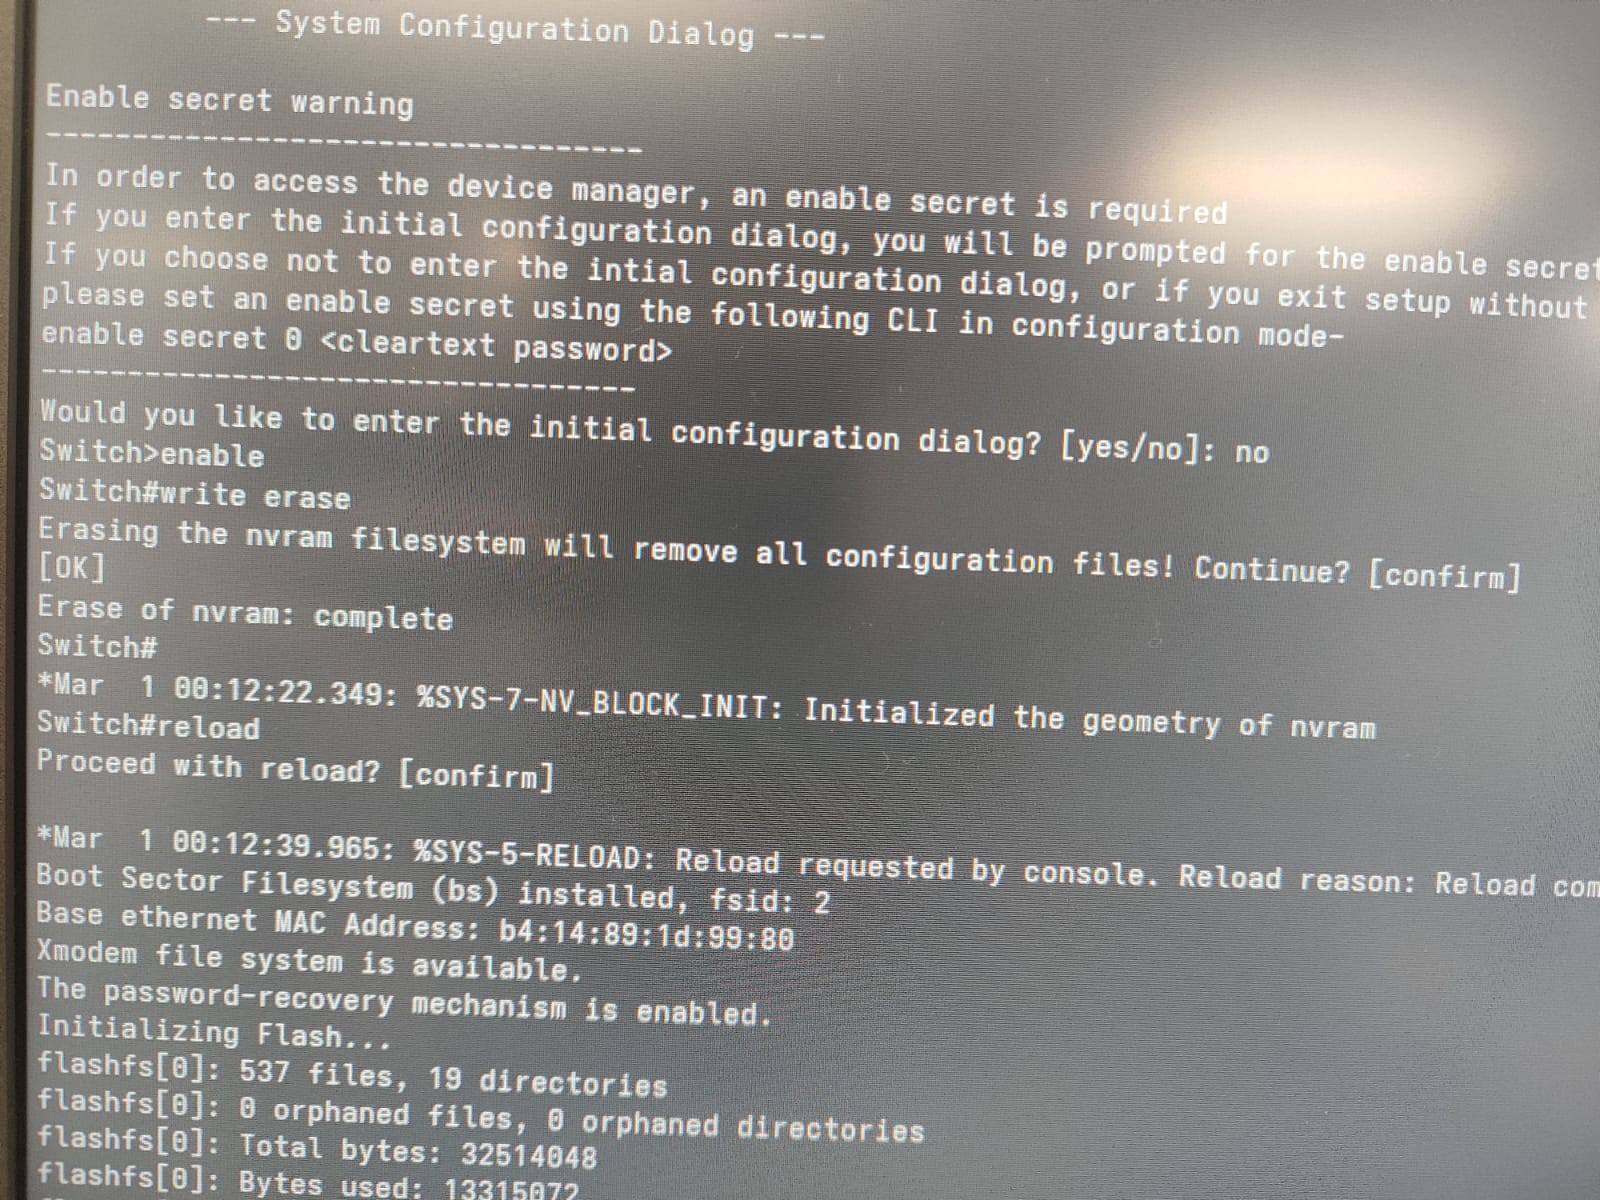 --- System Configuration Dialog ---
Enable secret warning
----------------------------------
In order to access the device manager, an enable secret is required
If you enter the initial configuration dialog, you will be prompted for the enable secret
If you choose not to enter the intial configuration dialog, or if you exit setup without
please set an enable secret using the following CLI in configuration mode-
enable secret 0 <cleartext password>
----------------------------------
Would you like to enter the initial configuration dialog? [yes/no]: no
Switch>enable
Switch#write erase
Erasing the nvram filesystem will remove all configuration files! Continue? [confirm]
[OK]
Erase of nvram: complete
Switch#
*Mar  1 00:12:22.349: %SYS-7-NV_BLOCK_INIT: Initialized the geometry of nvram
Switch#reload
Proceed with reload? [confirm]
*Mar  1 00:12:39.965: %SYS-5-RELOAD: Reload requested by console. Reload reason: Reload com
Boot Sector Filesystem (bs) installed, fsid: 2
Base ethernet MAC Address: b4:14:89:1d:99:80
Xmodem file system is available.
The password-recovery mechanism is enabled.
Initializing Flash...
flashfs[0]: 537 files, 19 directories
flashfs[0]: 0 orphaned files, 0 orphaned directories
flashfs[0]: Total bytes: 32514048
flashfs[0]: Bytes used: 13315072